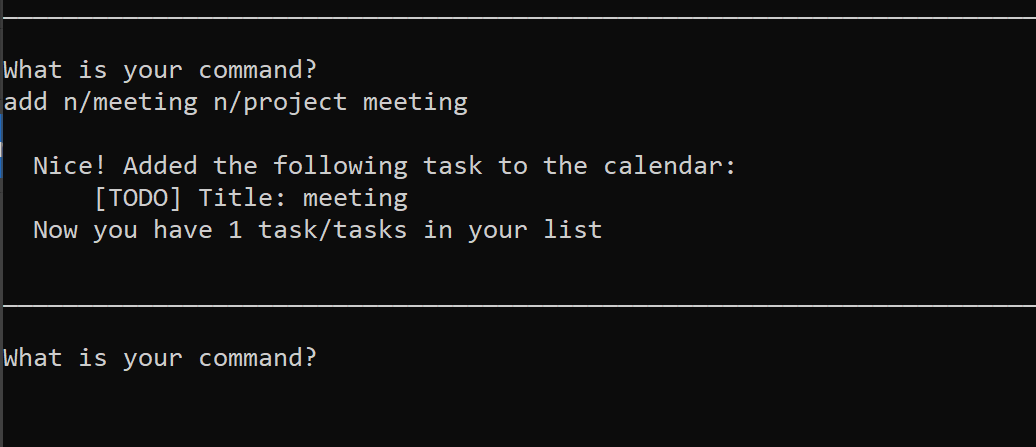 What is your command?
add n/meeting n/project meeting
Nice! Added the following task to the calendar:
[TODO] Title: meeting
Now you have 1 task/tasks in your list
What is your command?